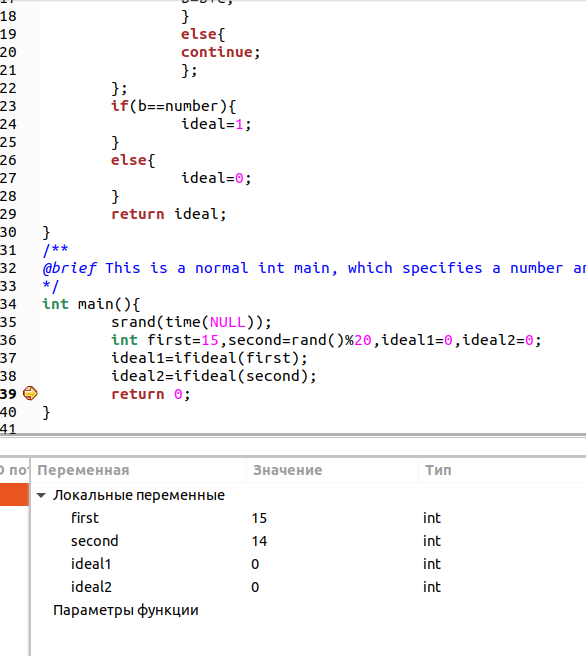 18 }
19 else{
20 continue;
21 };
22 };
23 if(b==number){
24 ideal=1;
25 }
26 else{
27 ideal=0;
28 }
29 return ideal;
30 }
31 /**
32 @brief This is a normal int main, which specifies a number
33 */
34 int main(){
35 srand(time(NULL));
36 int first=15,second=rand()%20,ideal1=0,ideal2=0;
37 ideal1=ifideal(first);
38 ideal2=ifideal(second);
39 return 0;
40 }
41
Переменная Значение Тип
Локальные переменные
first 15 int
second 14 int
ideal1 0 int
ideal2 0 int
Параметры функции